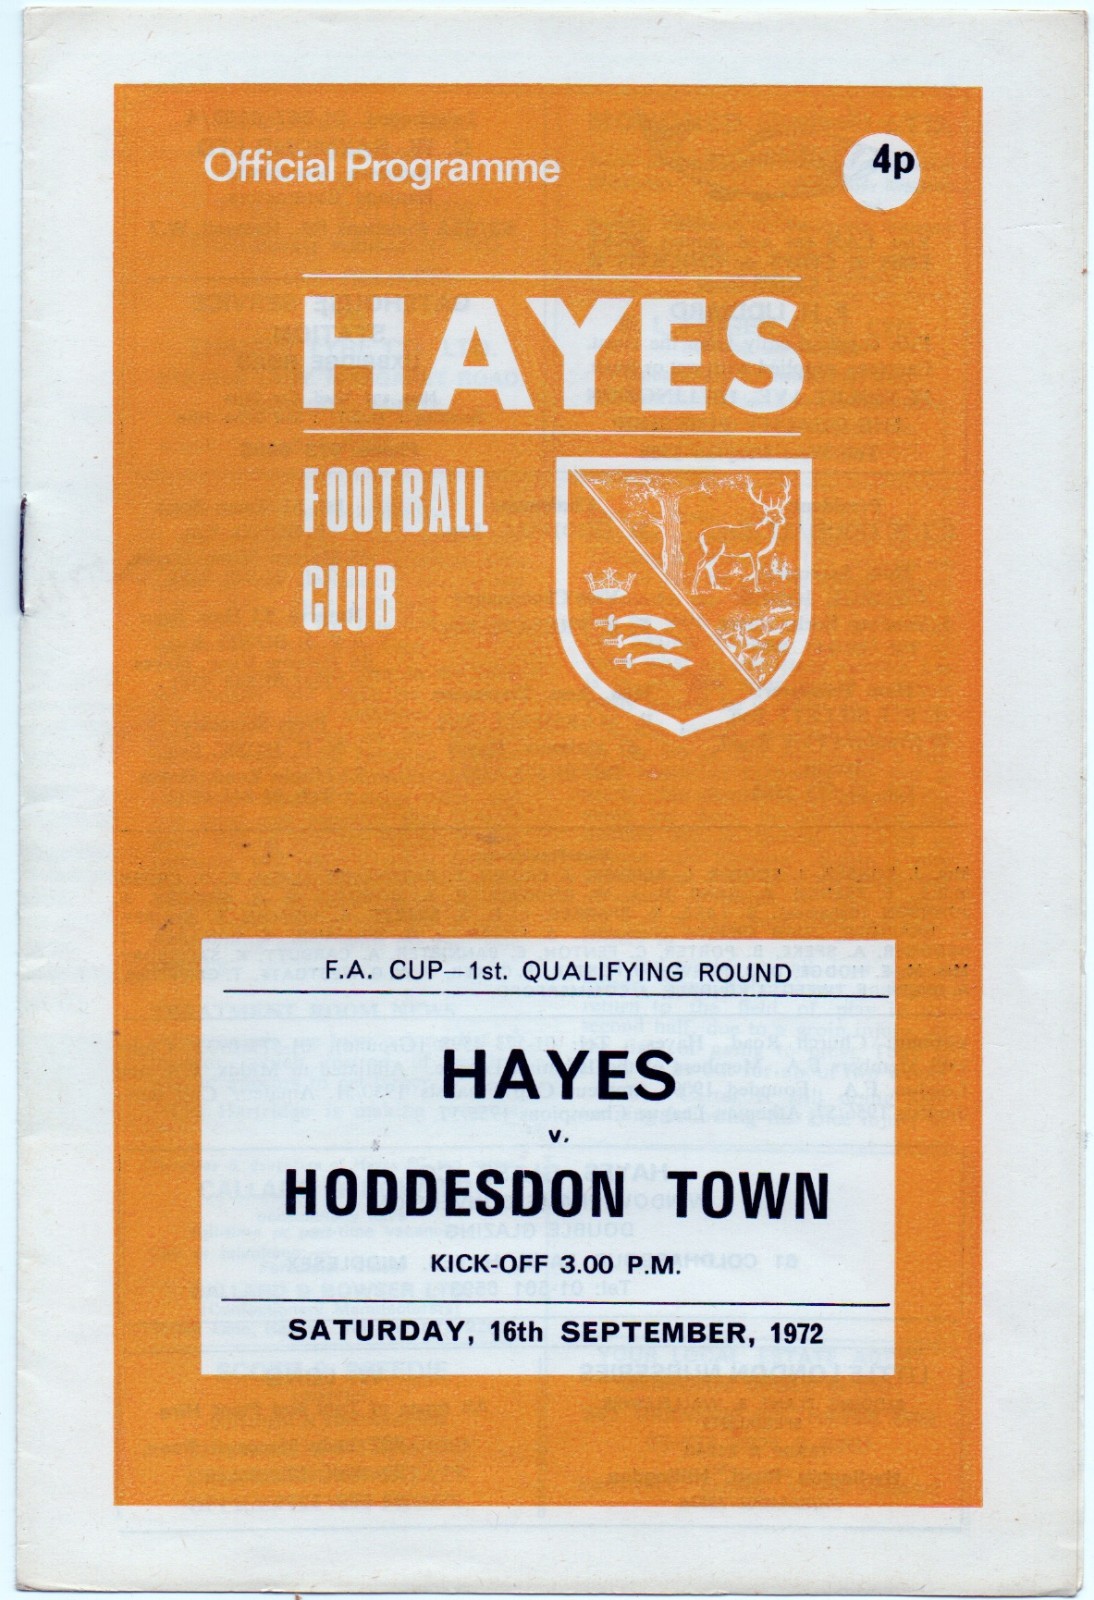 Official Programme
4p
HAYES
FOOTBALL
CLUB
F.A. CUP—1st. QUALIFYING ROUND
HAYES
v.
HODDESDON TOWN
KICK-OFF 3.00 P.M.
SATURDAY, 16th SEPTEMBER, 1972